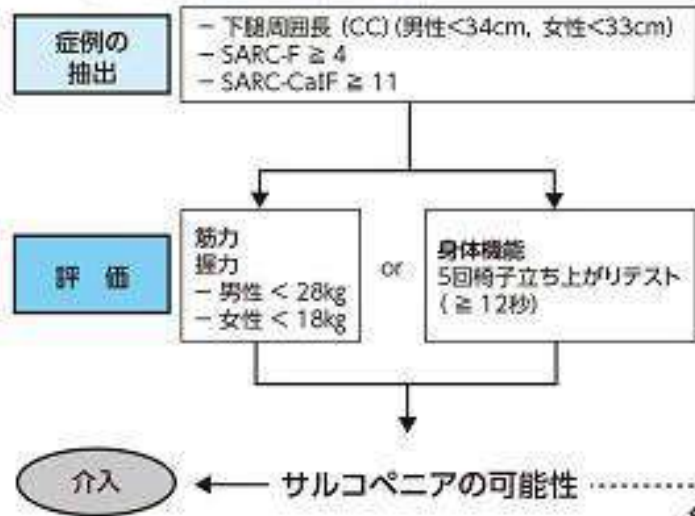 症例の
抽出
− 下腿周囲長 (CC) (男性<34cm, 女性<33cm)
− SARC-F ≧ 4
− SARC-CalF ≧ 11
評 価
筋力
握力
− 男性 < 28kg
− 女性 < 18kg
or
身体機能
5回椅子立ち上がりテスト
( ≧ 12秒)
介入
サルコペニアの可能性